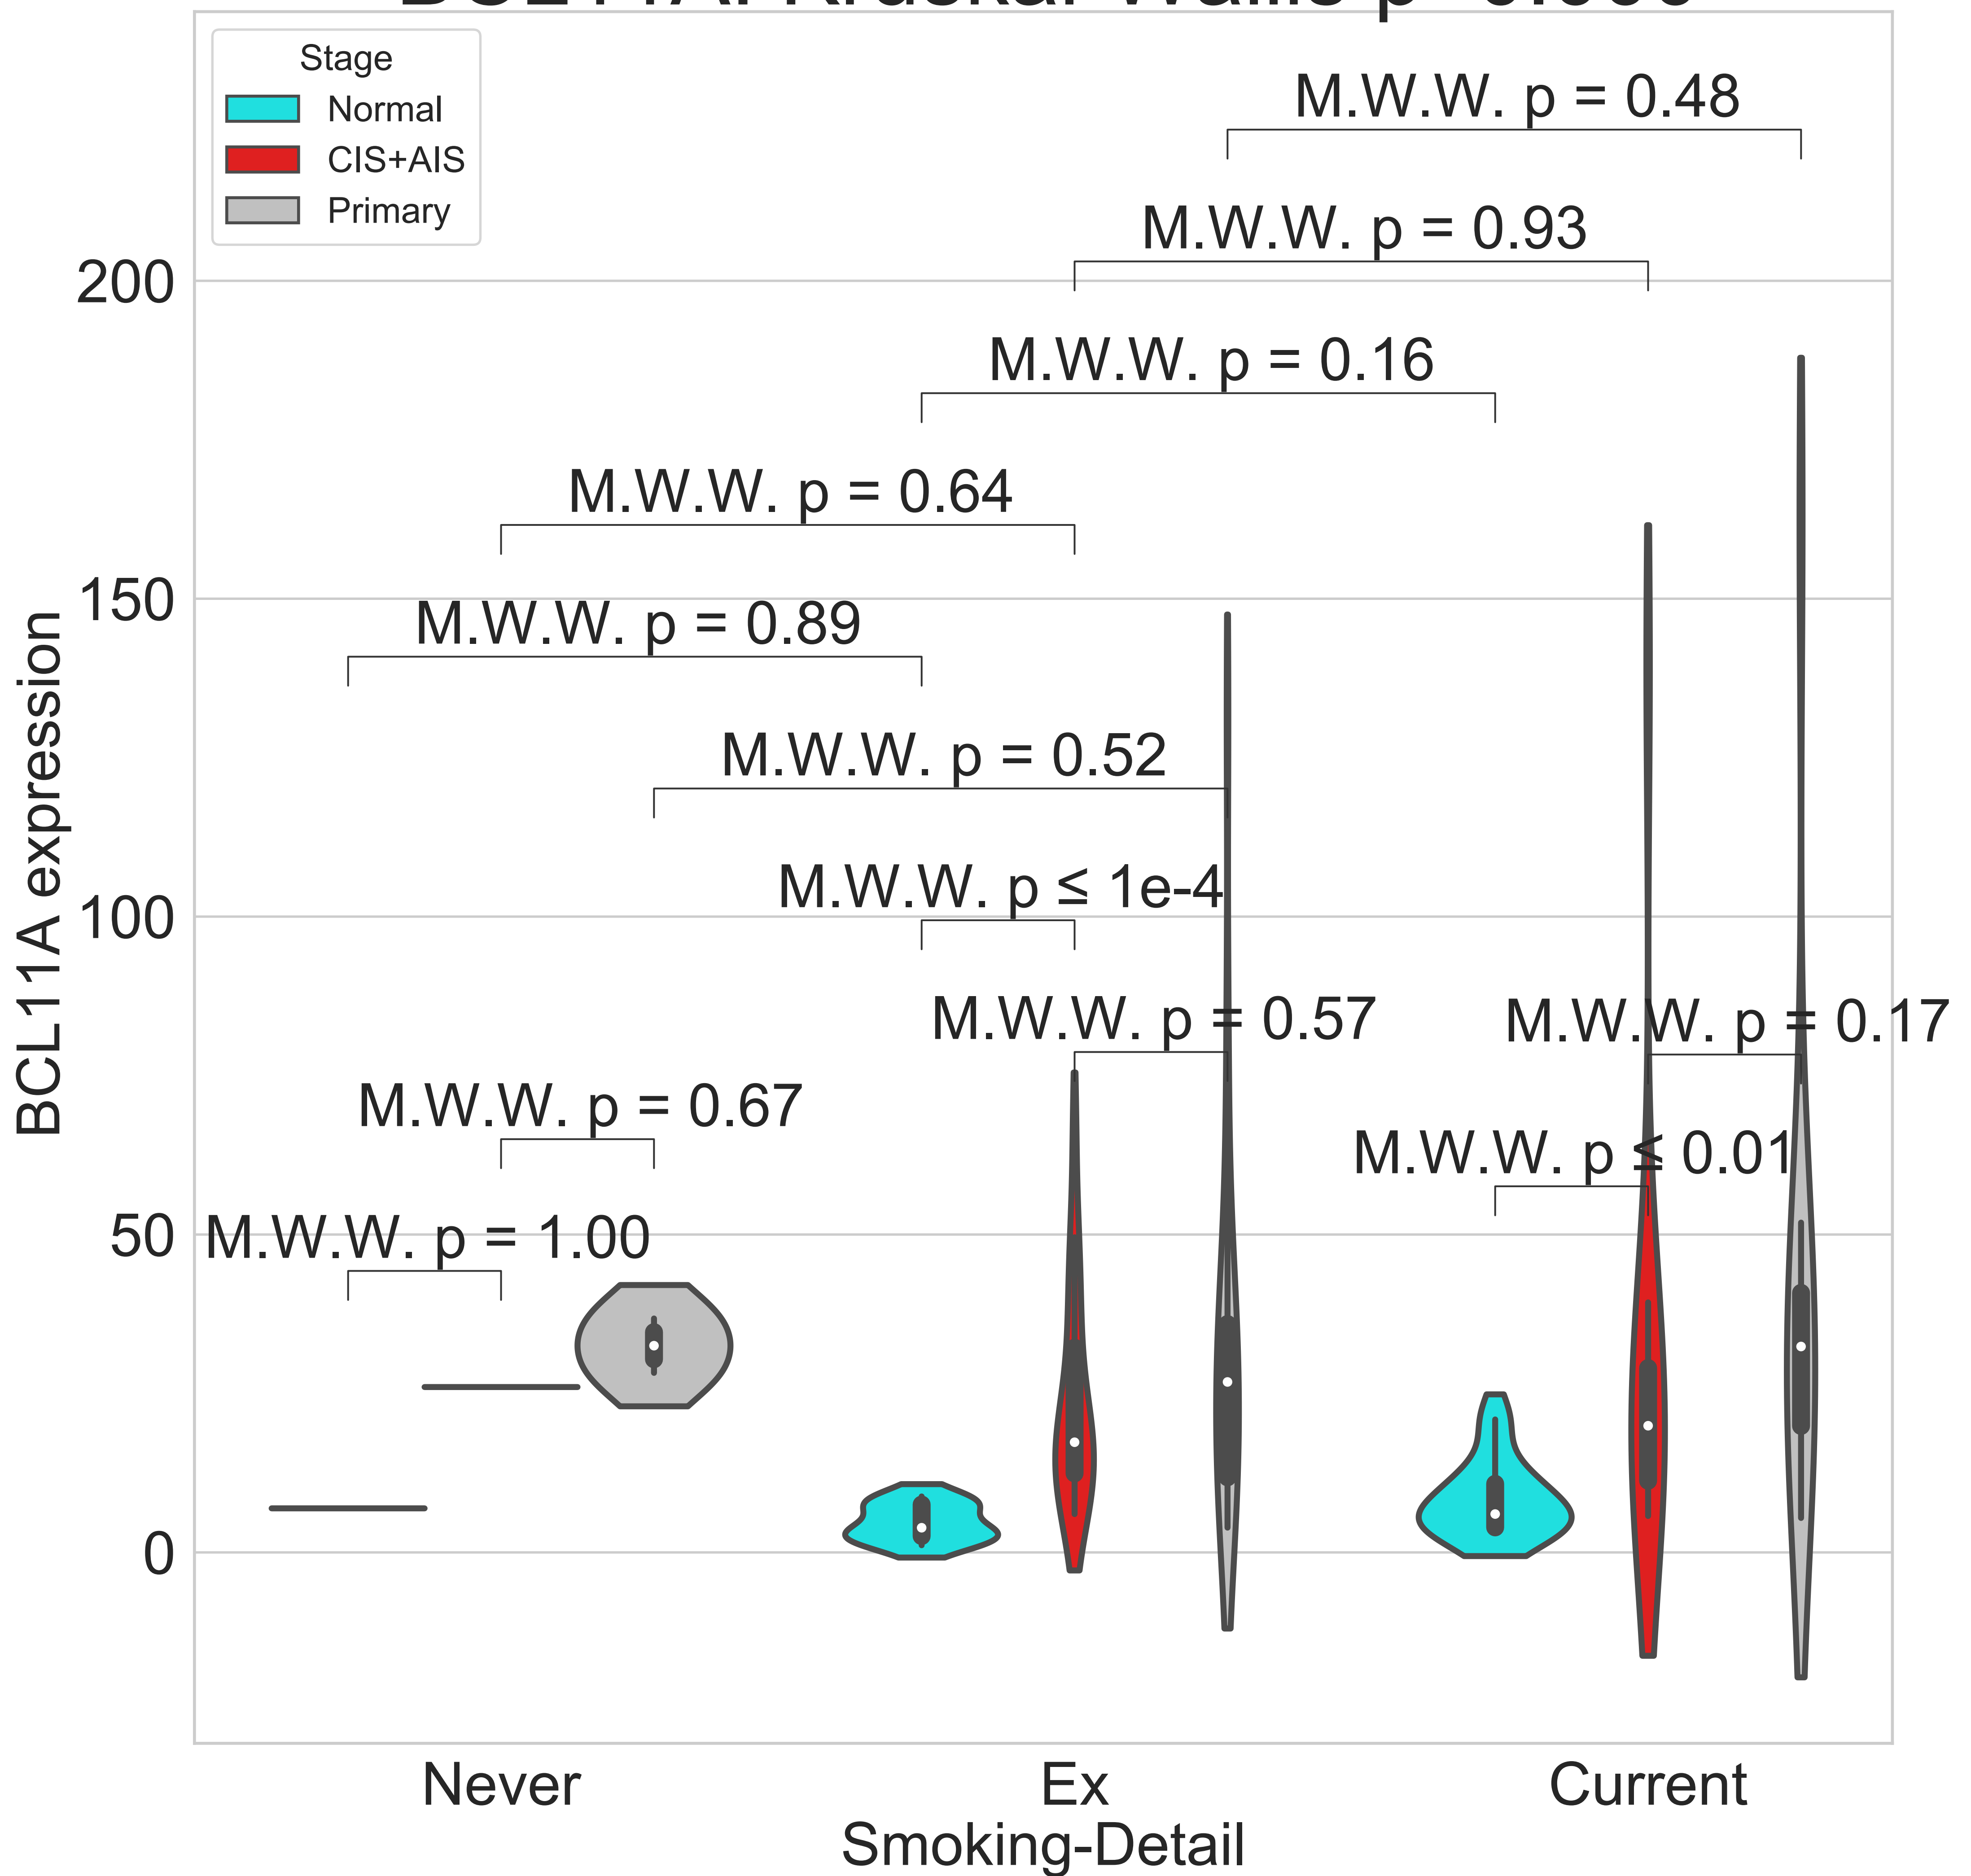 Stage
Normal
CIS+AIS
Primary
M.W.W. p = 0.48
M.W.W. p = 0.93
M.W.W. p = 0.16
M.W.W. p = 0.64
M.W.W. p = 0.89
M.W.W. p = 0.52
M.W.W. p ≤ 1e-4
M.W.W. p = 0.57
M.W.W. p = 0.17
M.W.W. p = 0.67
M.W.W. p ≤ 0.01
M.W.W. p = 1.00
200
150
100
50
0
BCL11A expression
Never
Ex
Current
Smoking-Detail